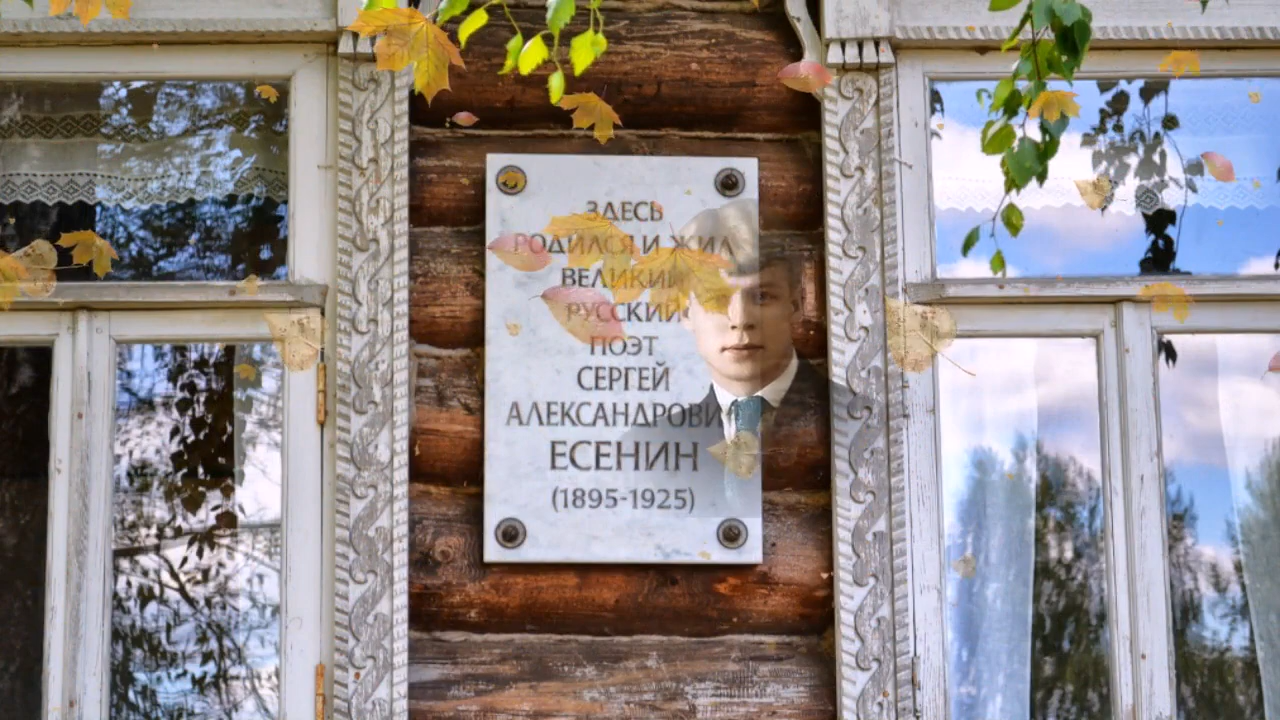 ЗДЕСЬ
РОДИЛСЯ И ЖИЛ
ВЕЛИКИЙ
РУССКИЙ
ПОЭТ
СЕРГЕЙ
АЛЕКСАНДРОВИЧ
ЕСЕНИН
(1895-1925)